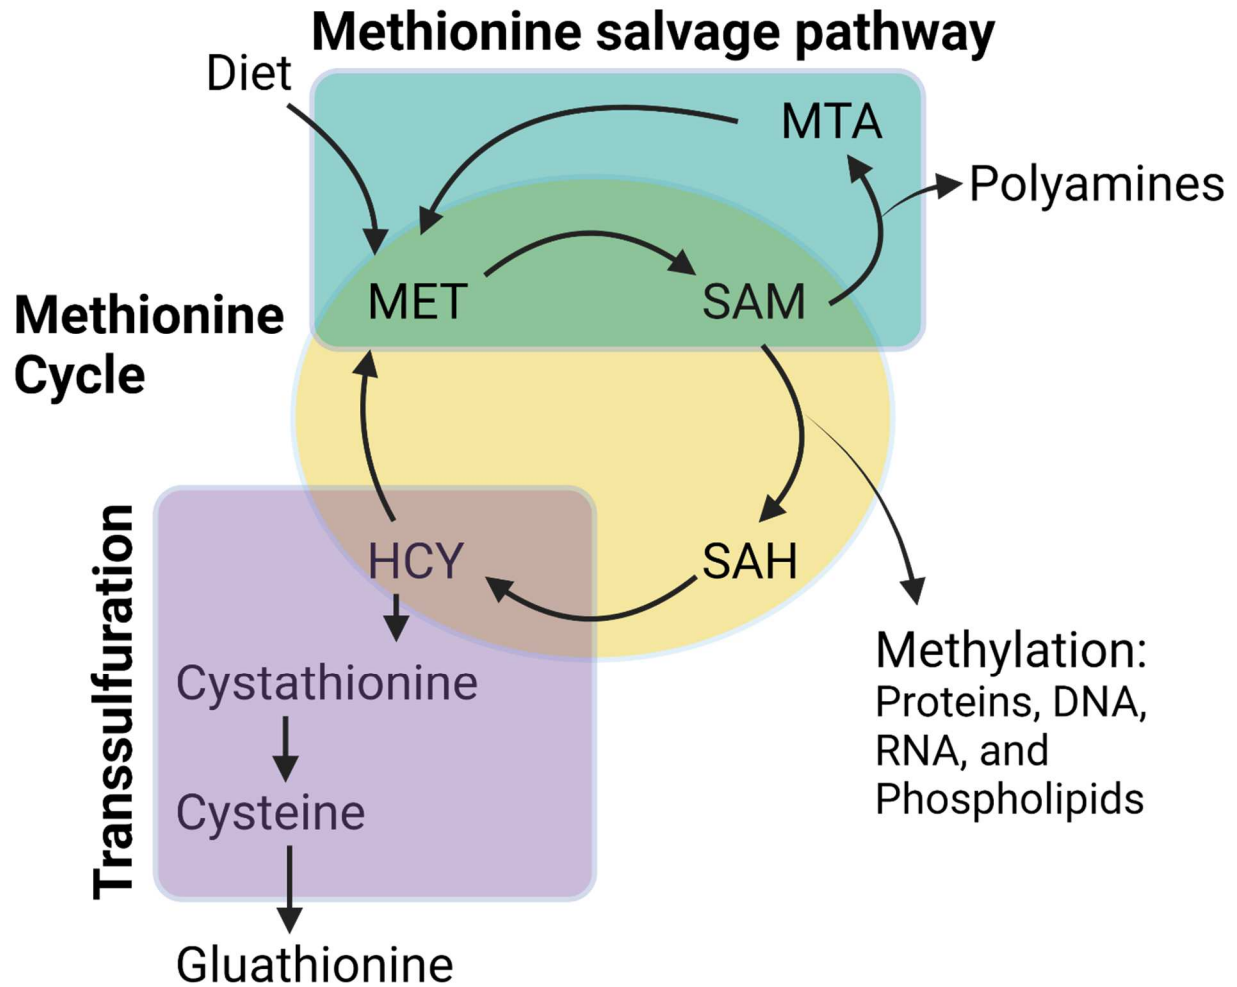 Methionine salvage pathway
Diet
MTA
Polyamines
MET
SAM
Methionine
Cycle
HCY
SAH
Transsulfuration
Cystathionine
Cysteine
Gluathionine
Methylation:
Proteins, DNA,
RNA, and
Phospholipids